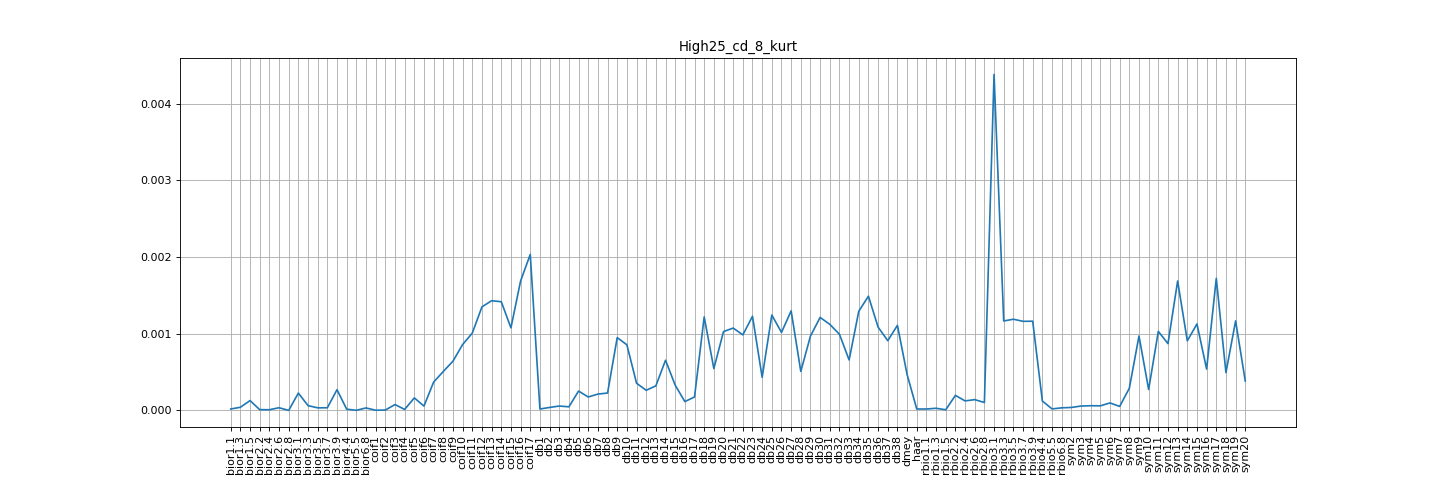 High25_cd_8_kurt
0.004
0.003
0.002
0.001
0.000
bior1.1
bior1.3
bior1.5
bior2.2
bior2.4
bior2.6
bior2.8
bior3.1
bior3.3
bior3.5
bior3.7
bior3.9
bior4.4
bior5.5
bior6.8
coif1
coif2
coif3
coif4
coif5
coif6
coif7
coif8
coif9
coif10
coif11
coif12
coif13
coif14
coif15
coif16
coif17
db1
db2
db3
db4
db5
db6
db7
db8
db9
db10
db11
db12
db13
db14
db15
db16
db17
db18
db19
db20
db21
db22
db23
db24
db25
db26
db27
db28
db29
db30
db31
db32
db33
db34
db35
db36
db37
db38
dmey
haar
rbio1.1
rbio1.3
rbio1.5
rbio2.2
rbio2.4
rbio2.6
rbio2.8
rbio3.1
rbio3.3
rbio3.5
rbio3.7
rbio3.9
rbio4.4
rbio5.5
rbio6.8
sym2
sym3
sym4
sym5
sym6
sym7
sym8
sym9
sym10
sym11
sym12
sym13
sym14
sym15
sym16
sym17
sym18
sym19
sym20